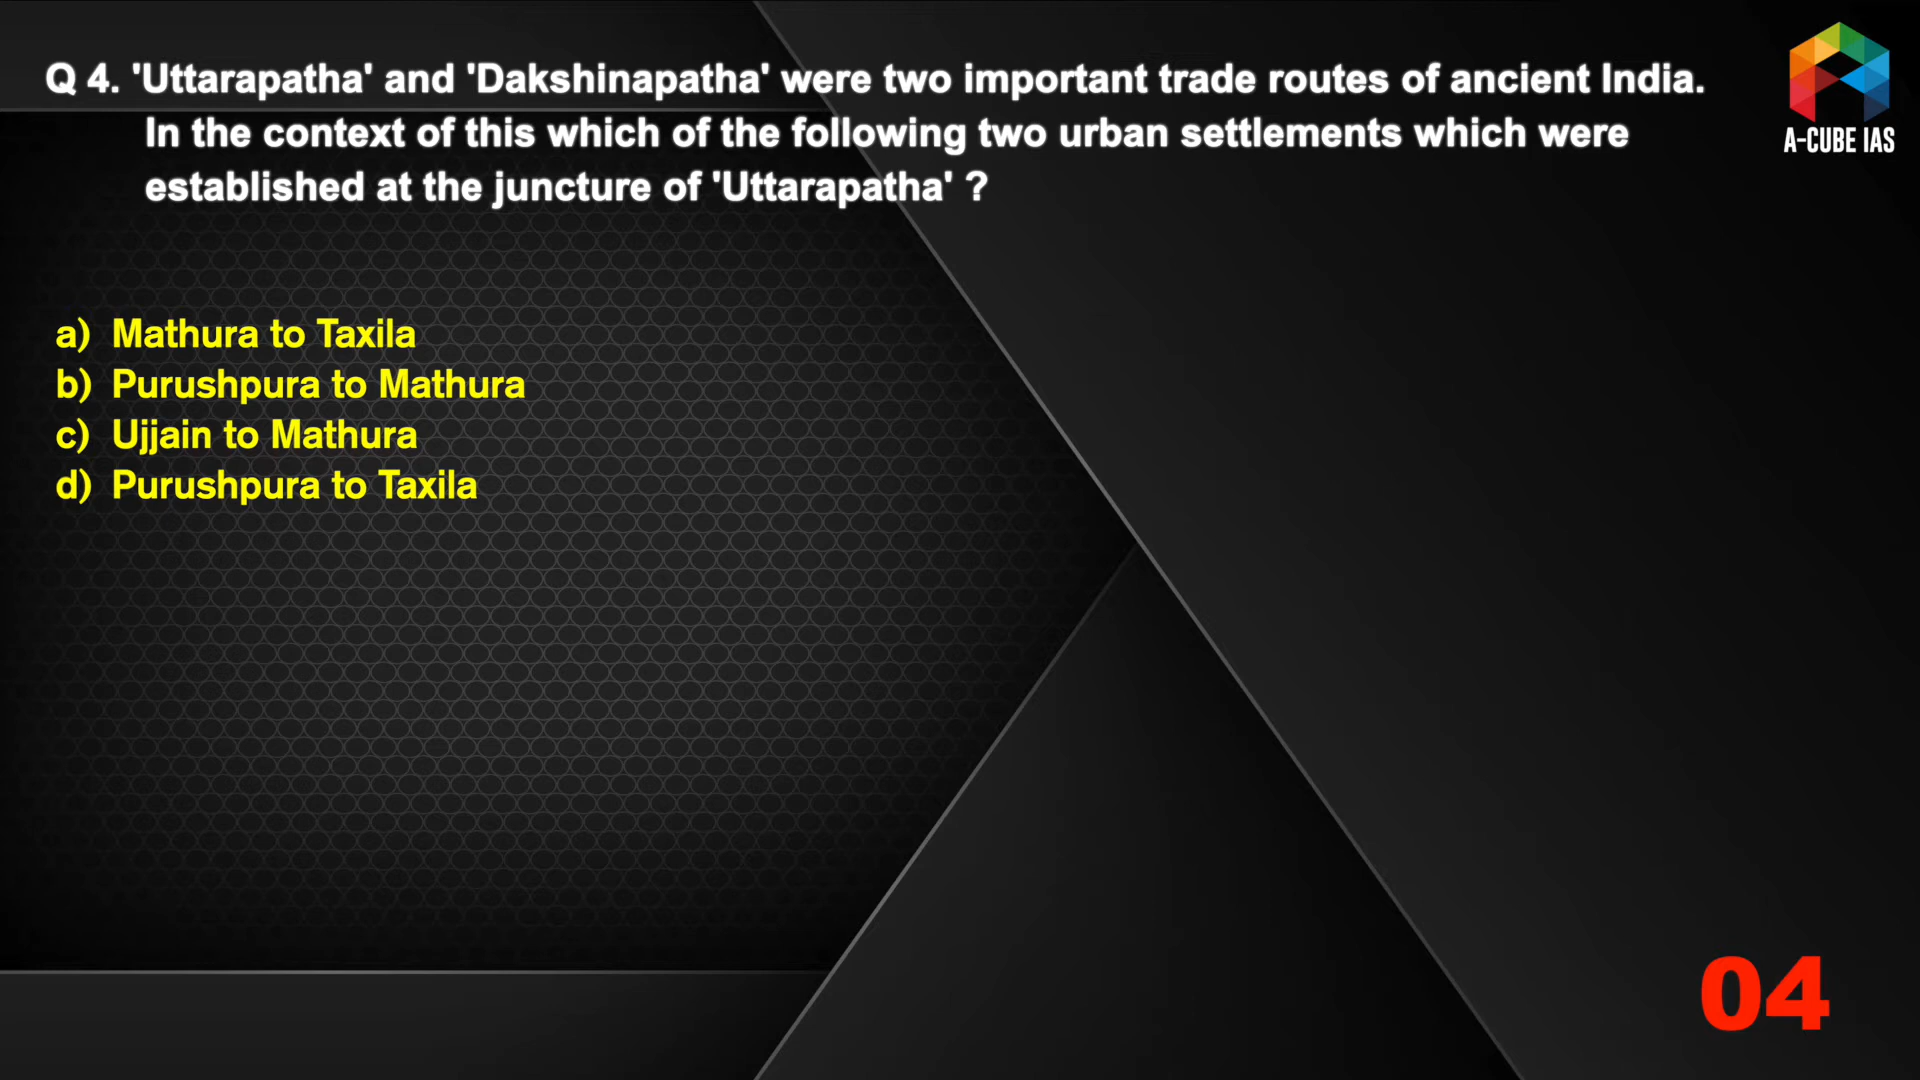 Q 4. 'Uttarapatha' and 'Dakshinapatha' were two important trade routes of ancient India.
In the context of this which of the following two urban settlements which were
established at the juncture of 'Uttarapatha' ?
A-CUBE IAS
a) Mathura to Taxila
b) Purushpura to Mathura
c) Ujjain to Mathura
d) Purushpura to Taxila
04